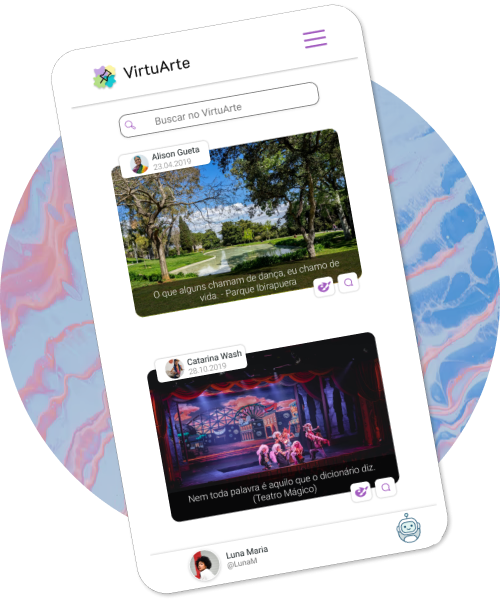 VirtuArte
Buscar no VirtuArte
Alison Gueta
23.04.2019
O que alguns chamam de dança, eu chamo de
vida. - Parque Ibirapuera
Catarina Wash
28.10.2019
Nem toda palavra é aquilo que o dicionário diz.
(Teatro Mágico)
Luna Maria
@LunaM